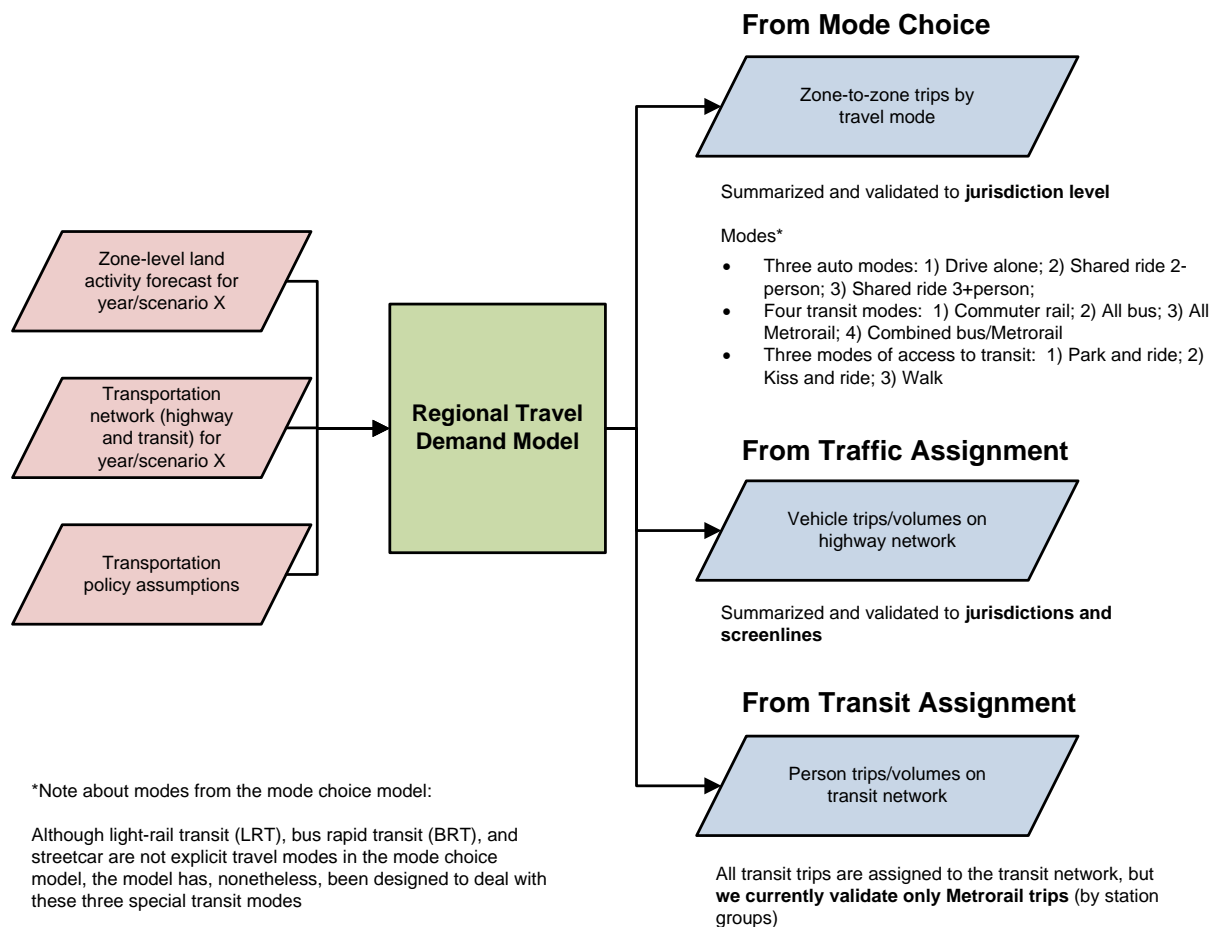 From Mode Choice
Zone-to-zone trips by
travel mode
Summarized and validated to jurisdiction level
Modes*
• Three auto modes: 1) Drive alone; 2) Shared ride 2-
person; 3) Shared ride 3+person;
• Four transit modes: 1) Commuter rail; 2) All bus; 3) All
Metrorail; 4) Combined bus/Metrorail
• Three modes of access to transit: 1) Park and ride; 2)
Kiss and ride; 3) Walk
Zone-level land
activity forecast for
year/scenario X
Transportation
network (highway
and transit) for
year/scenario X
Transportation
policy assumptions
Regional Travel
Demand Model
From Traffic Assignment
Vehicle trips/volumes on
highway network
Summarized and validated to jurisdictions and
screenlines
From Transit Assignment
Person trips/volumes on
transit network
All transit trips are assigned to the transit network, but
we currently validate only Metrorail trips (by station
groups)
*Note about modes from the mode choice model:
Although light-rail transit (LRT), bus rapid transit (BRT), and
streetcar are not explicit travel modes in the mode choice
model, the model has, nonetheless, been designed to deal with
these three special transit modes